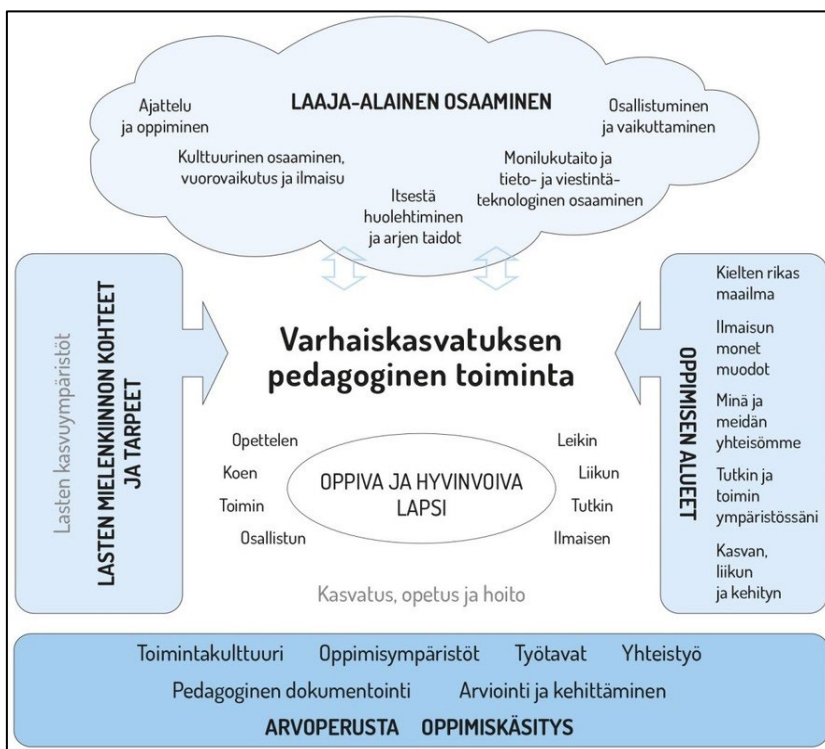 LAAJA-ALAINEN OSAAMINEN
Ajattelu
ja oppiminen
Kulttuurinen osaaminen,
vuorovaikutus ja ilmaisu
Itsestä
huolehtiminen
ja arjen taidot
Monilukutaito ja
tieto- ja viestintä-
teknologinen osaaminen
Osallistuminen
ja vaikuttaminen
Lasten kasvuympäristöt
LASTEN MIELENKIINNON KOHTEET
JA TARPEET
Varhaiskasvatuksen
pedagoginen toiminta
Opettelen
Koen
Toimin
Osallistun
OPPIVA JA HYVINVOIVA
LAPSI
Leikin
Liikun
Tutkin
Ilmaisen
Kasvatus, opetus ja hoito
OPPIMISEN ALUEET
Kielten rikas
maailma
Ilmaisun
monet
muodot
Minä ja
meidän
yhteisömme
Tutkin ja
toimin
ympäristössäni
Kasvan,
liikun
ja kehityn
Toimintakulttuuri Oppimisympäristöt Työtavat Yhteistyö
Pedagoginen dokumentointi Arviointi ja kehittäminen
ARVOPERUSTA OPPIMISKÄSITYS